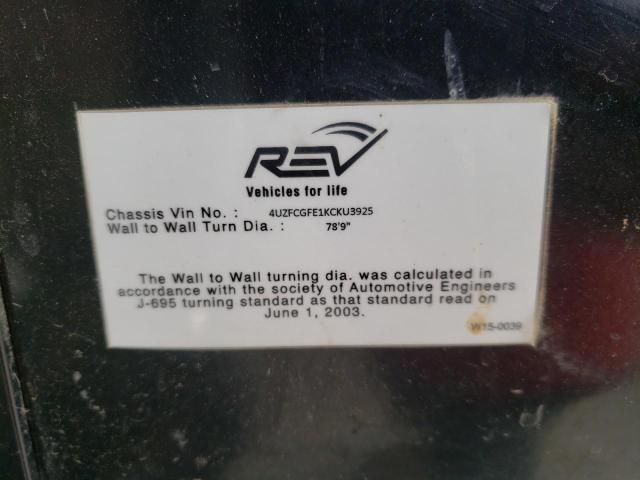 REV
Vehicles for life
Chassis Vin No. : 4UZFCGFE1KCKU3925
Wall to Wall Turn Dia. : 78'9"
The Wall to Wall turning dia. was calculated in
accordance with the society of Automotive Engineers
J-695 turning standard as that standard read on
June 1, 2003.
W15-0039